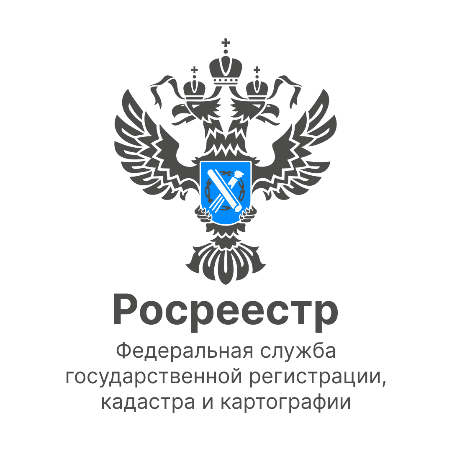 Росреестр
Федеральная служба
государственной регистрации,
кадастра и картографии